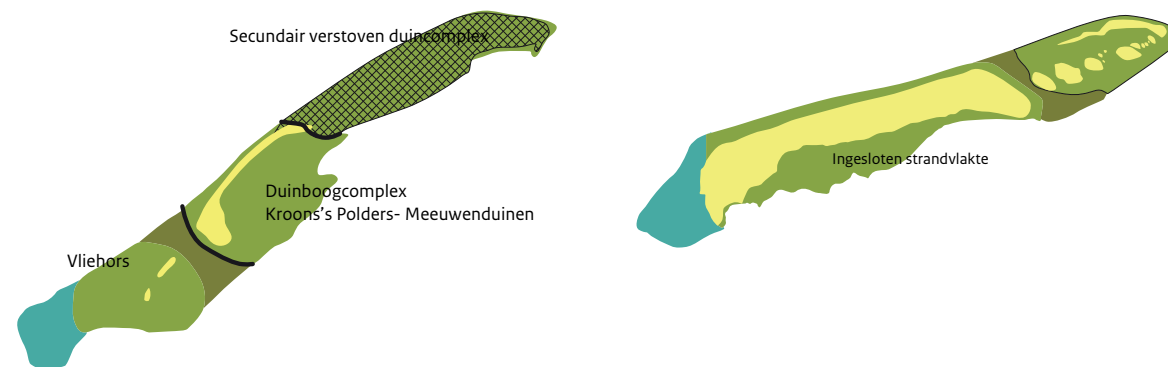 Secundair verstoven duincomplex
Duinboogcomplex
Kroons's Polders- Meeuwenduinen
Vliehors
Ingesloten strandvlakte